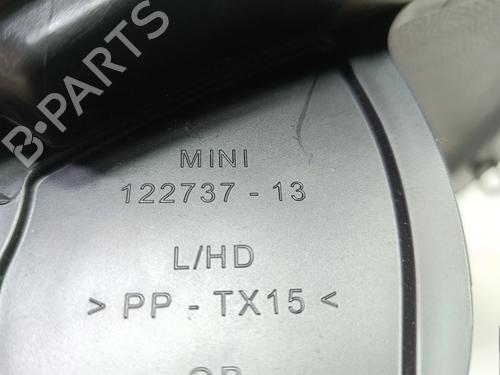 B-PARTS
MINI
122737-13
L/HD
> PP - TX15 <